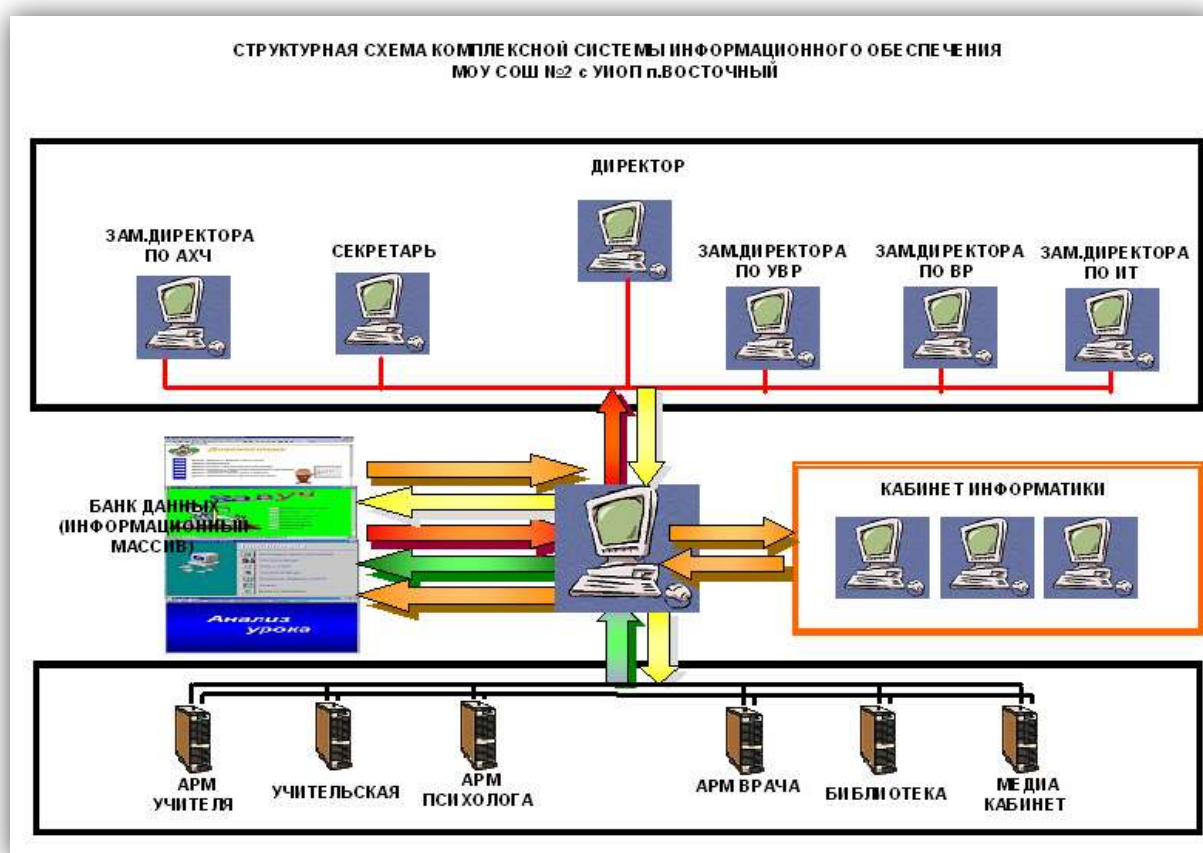 СТРУКТУРНАЯ СХЕМА КОМПЛЕКСНОЙ СИСТЕМЫ ИНФОРМАЦИОННОГО ОБЕСПЕЧЕНИЯ
МОУ СОШ №2 с УИОП п.ВОСТОЧНЫЙ
ДИРЕКТОР
ЗАМ.ДИРЕКТОРА
ПО АХЧ
СЕКРЕТАРЬ
ЗАМ.ДИРЕКТОРА
ПО УВР
ЗАМ.ДИРЕКТОРА
ПО ВР
ЗАМ.ДИРЕКТОРА
ПО ИТ
БАНК ДАННЫХ
(ИНФОРМАЦИОННЫЙ
МАССИВ)
Завуч
Анализ
урока
КАБИНЕТ ИНФОРМАТИКИ
АРМ
УЧИТЕЛЯ
УЧИТЕЛЬСКАЯ
АРМ
ПСИХОЛОГА
АРМ ВРАЧА
БИБЛИОТЕКА
МЕДИА
КАБИНЕТ